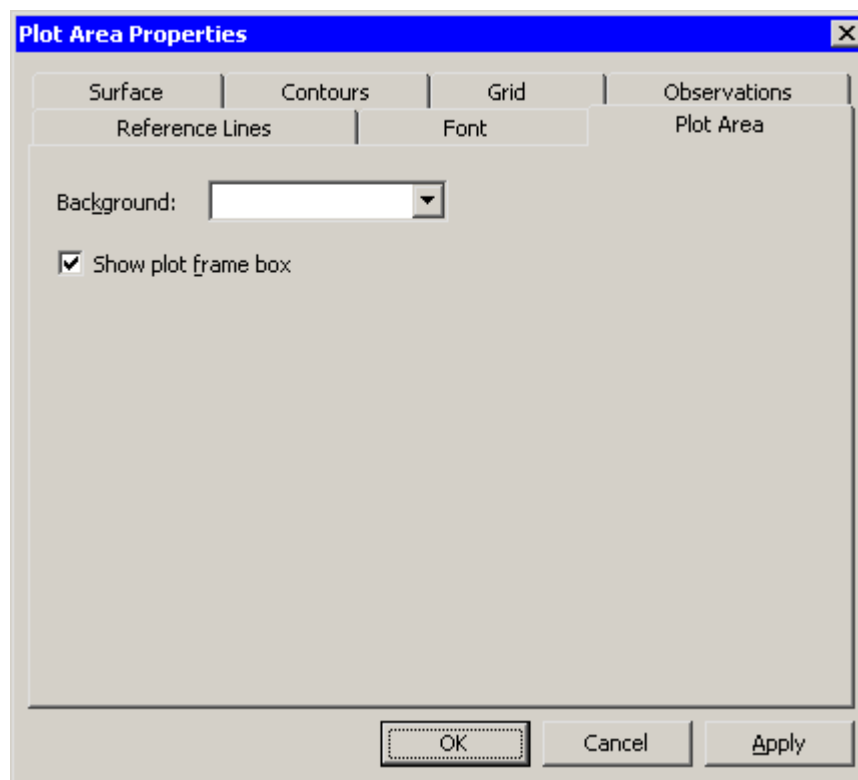 Plot Area Properties
Surface Contours Grid Observations
Reference Lines Font Plot Area
Background:
Show plot frame box
OK Cancel Apply